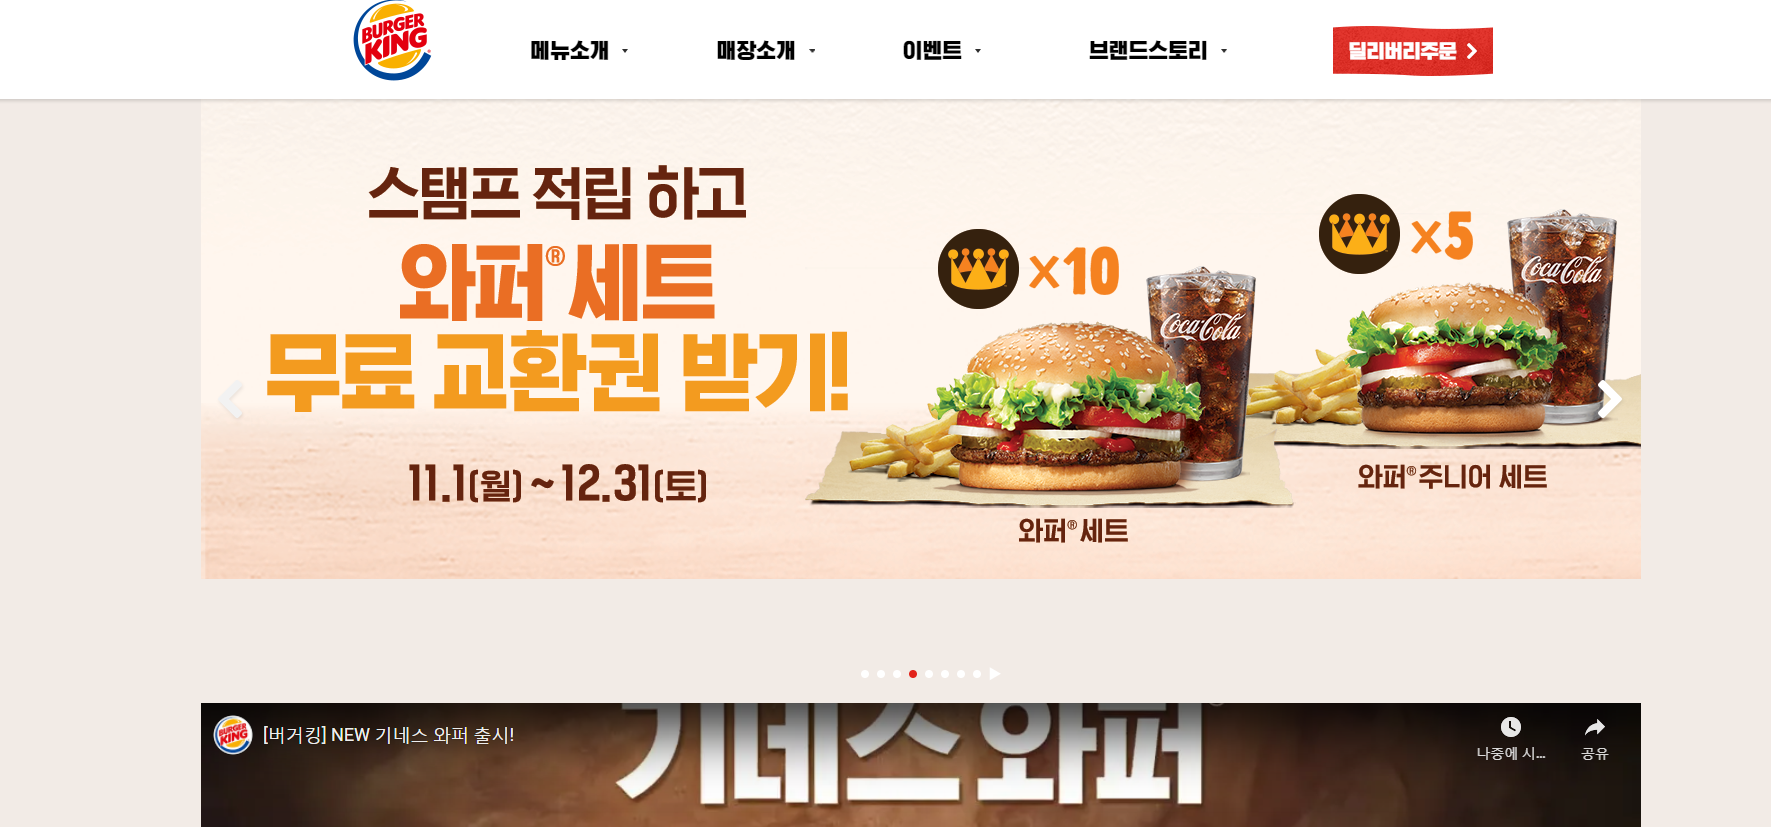 BURGER KING
메뉴소개 매장소개 이벤트 브랜드스토리 딜리버리주문
스탬프 적립 하고
와퍼® 세트
무료 교환권 받기!
11.1(월) ~ 12.31(토)
×10
Coca-Cola
와퍼® 세트
×5
Coca-Cola
와퍼® 주니어 세트
BURGER KING
[버거킹] NEW 기네스 와퍼 출시!
나중에 시...
공유
기네스 와퍼®